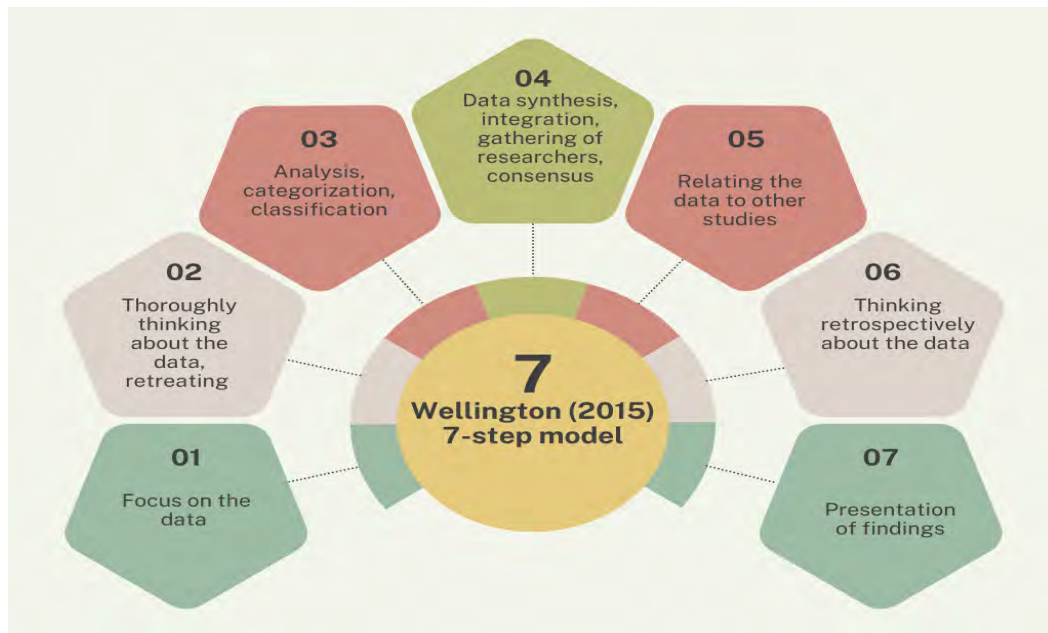 01
Focus on the
data
02
Thoroughly
thinking
about the
data,
retreating
03
Analysis,
categorization,
classification
04
Data synthesis,
integration,
gathering of
researchers,
consensus
05
Relating the
data to other
studies
06
Thinking
retrospectively
about the data
07
Presentation
of findings
7
Wellington (2015)
7-step model